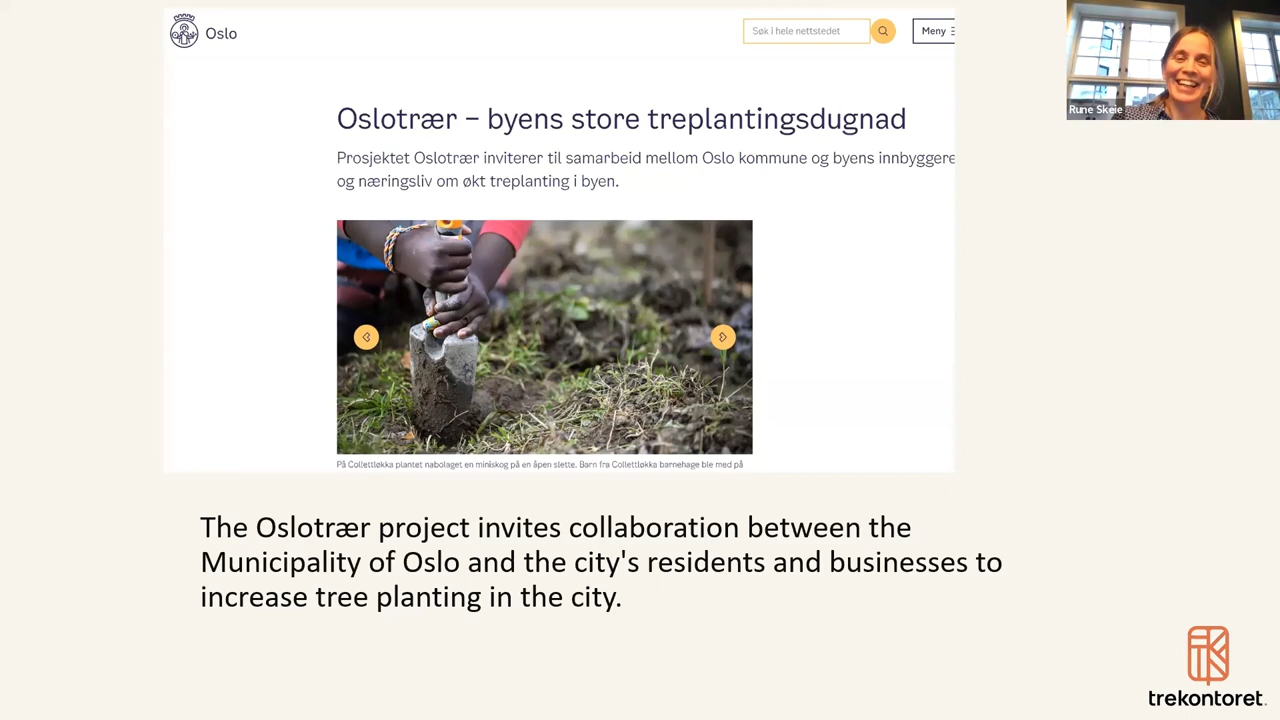 Oslo
Søk i hele nettstedet
Meny
Rune Skeie
Oslotrær – byens store treplantingsdugnad
Prosjektet Oslotrær inviterer til samarbeid mellom Oslo kommune og byens innbyggere
og næringsliv om økt treplanting i byen.
På Collettløkka plantet nabolaget en miniskog på en åpen slette. Barn fra Collettløkka barnehage ble med på
The Oslotrær project invites collaboration between the
Municipality of Oslo and the city's residents and businesses to
increase tree planting in the city.
trekontoret.